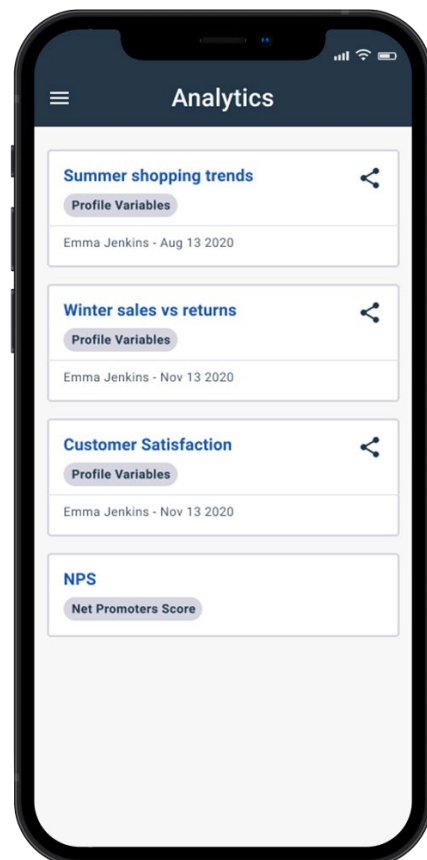 Analytics
Summer shopping trends
Profile Variables
Emma Jenkins - Aug 13 2020
Winter sales vs returns
Profile Variables
Emma Jenkins - Nov 13 2020
Customer Satisfaction
Profile Variables
Emma Jenkins - Nov 13 2020
NPS
Net Promoters Score